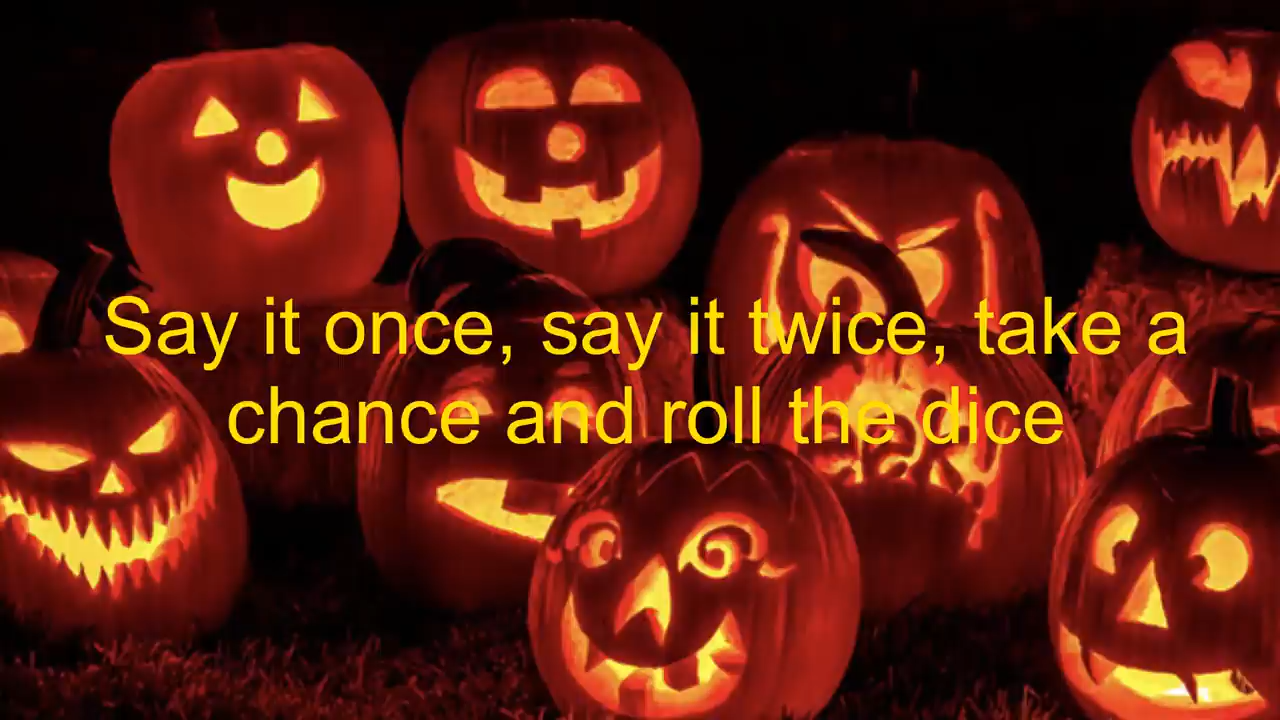 Say it once, say it twice, take a
chance and roll the dice